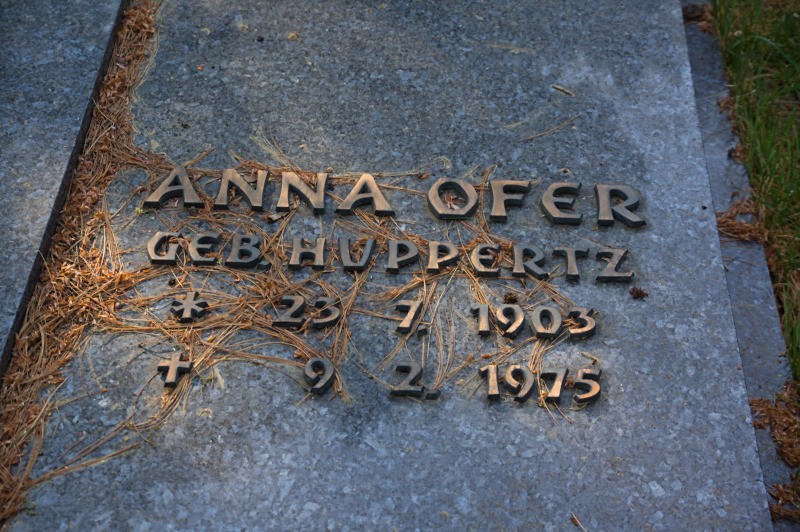 ANNA OFER
GEB. HUPPERTZ
* 23. 7. 1903
+ 9. 2. 1975